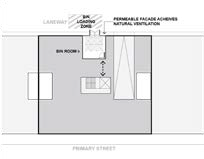 LANEWAY
BIN
LOADING
ZONE
PERMEABLE FACADE ACHIEVES
NATURAL VENTILATION
BIN ROOM
PRIMARY STREET